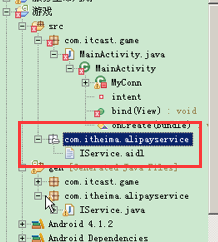 游戏
src
com.itcast.game
MainActivity.java
MainActivity
MyConn
intent
bind(View) : void
onCreate(Bundle)
com.itheima.alipayservice
IService.aidl
gen [Generated Java Files]
com.itcast.game
com.itheima.alipayservice
IService.java
Android 4.1.2
Android Dependencies